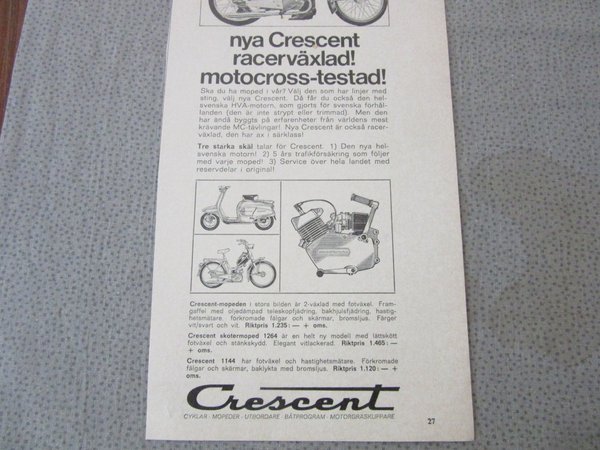 nya Crescent
racerväxlad!
motocross-testad!
Ska du ha moped i vår? Välj den som har linjer med
sting, välj nya Crescent. Då får du också den hel-
svenska HVA-motorn, som gjorts för svenska förhål-
landen (den är inte strypt eller trimmad). Men den
har ändå byggts på erfarenheter från världens mest
krävande MC-tävlingar! Nya Crescent är också racer-
växlad, den har ax i särklass!
Tre starka skäl talar för Crescent. 1) Den nya hel-
svenska motorn! 2) 5 års trafikförsäkring som följer
med varje moped! 3) Service över hela landet med
reservdelar i original!
Crescent-mopeden i stora bilden är 2-växlad med fotväxel. Fram-
gaffel med oljedämpad teleskopfjädring, bakhjulsfjädring, hastig-
hetsmätare, förkromade fälgar och skärmar, bromsljus. Färger
vit/svart och vit. Riktpris 1.235:— + oms.
Crescent skotermoped 1264 är en helt ny modell med lättskött
fotväxel och stänkskydd. Elegant vitlackerad. Riktpris 1.465:—
+ oms.
Crescent 1144 har fotväxel och hastighetsmätare. Förkromade
fälgar och skärmar, baklykta med bromsljus. Riktpris 1.120:— +
oms.
Crescent
CYKLAR · MOPEDER · UTBORDARE · BÅTPROGRAM · MOTORGRÄSKLIPPARE
27